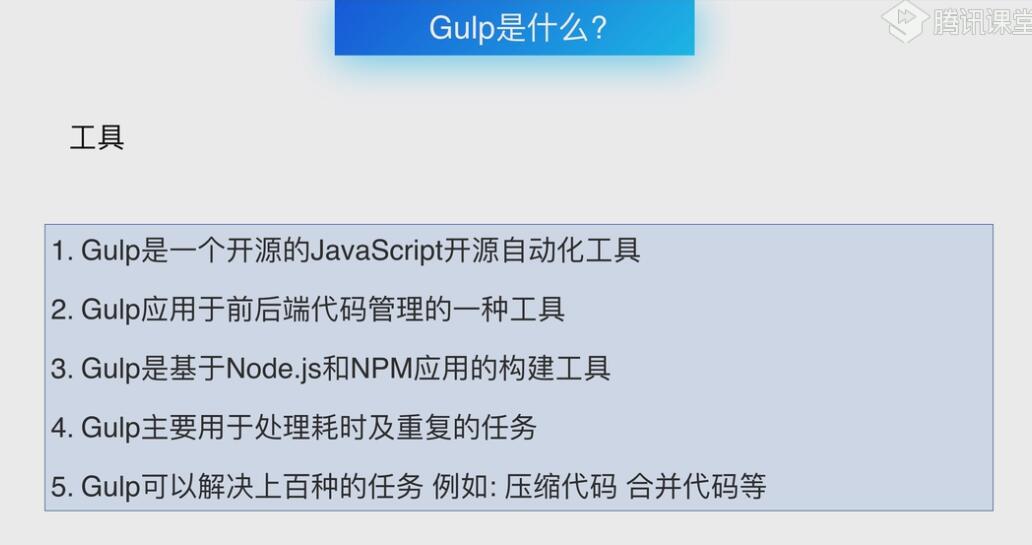 Gulp是什么?
腾讯课堂
工具
1. Gulp是一个开源的JavaScript开源自动化工具
2. Gulp应用于前后端代码管理的一种工具
3. Gulp是基于Node.js和NPM应用的构建工具
4. Gulp主要用于处理耗时及重复的任务
5. Gulp可以解决上百种的任务 例如: 压缩代码 合并代码等